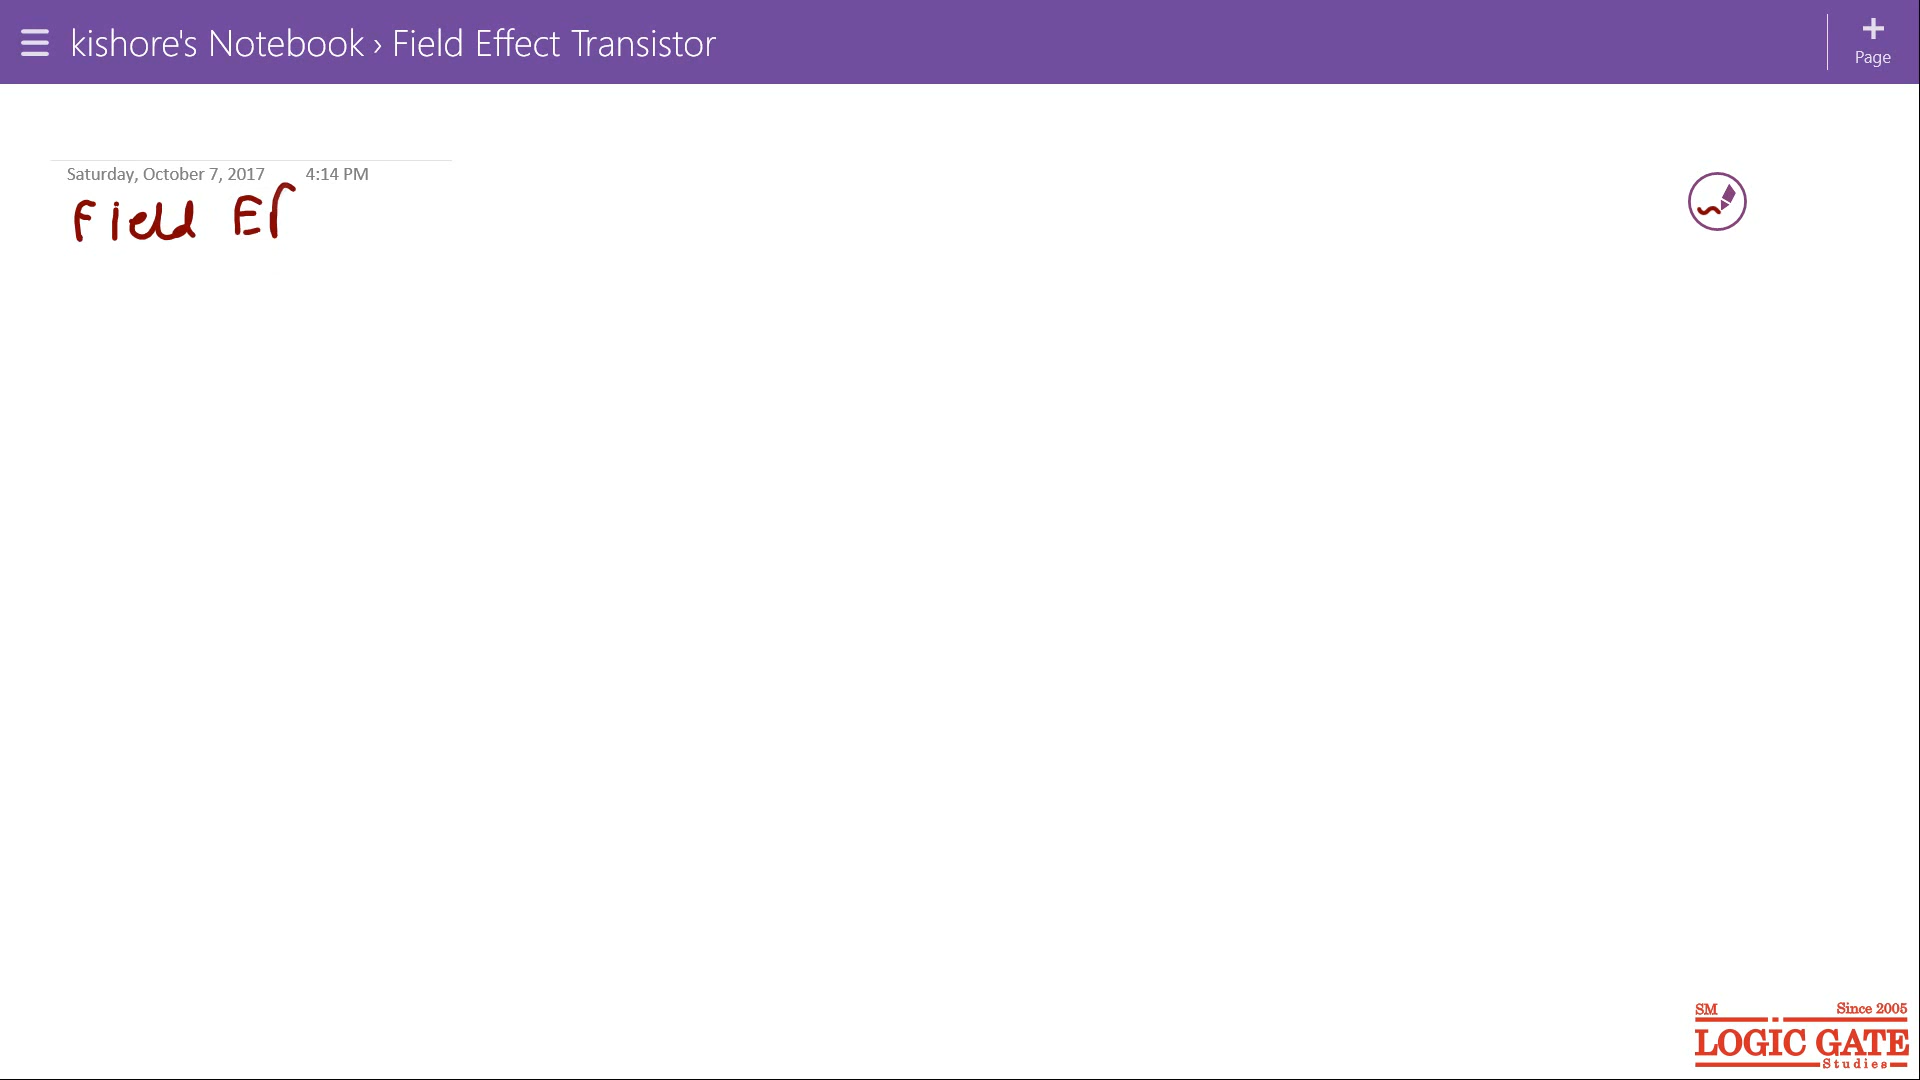 kishore's Notebook › Field Effect Transistor
+
Page
Saturday, October 7, 2017 4:14 PM
Field Ef
SM Since 2005
LOGIC GATE
Studies